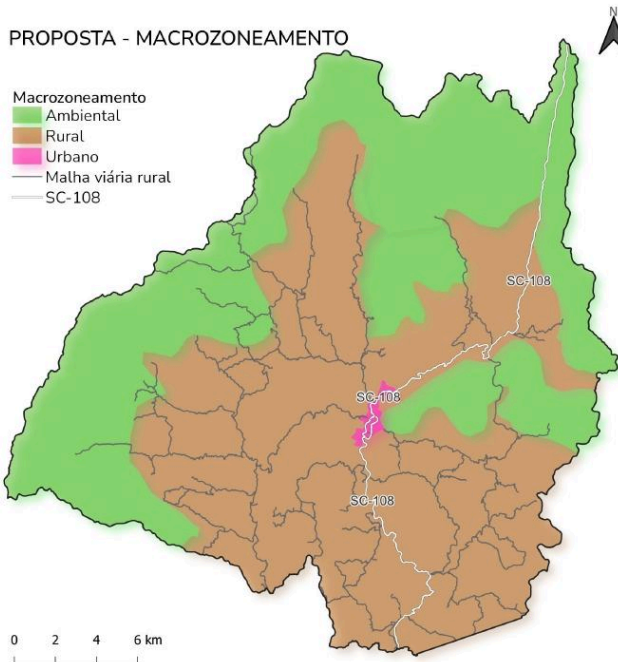 N
PROPOSTA - MACROZONEAMENTO
Macrozoneamento
Ambiental
Rural
Urbano
Malha viária rural
SC-108
SC-108
SC-108
SC-108
0 2 4 6 km